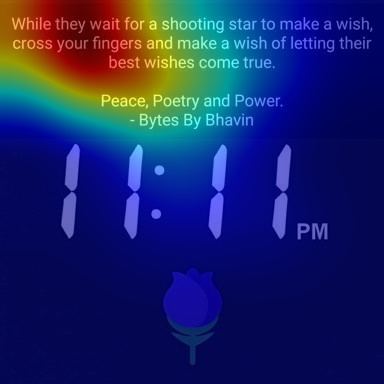 While they wait for a shooting star to make a wish,
cross your fingers and make a wish of letting their
best wishes come true.
Peace, Poetry and Power.
- Bytes By Bhavin
11:11 PM